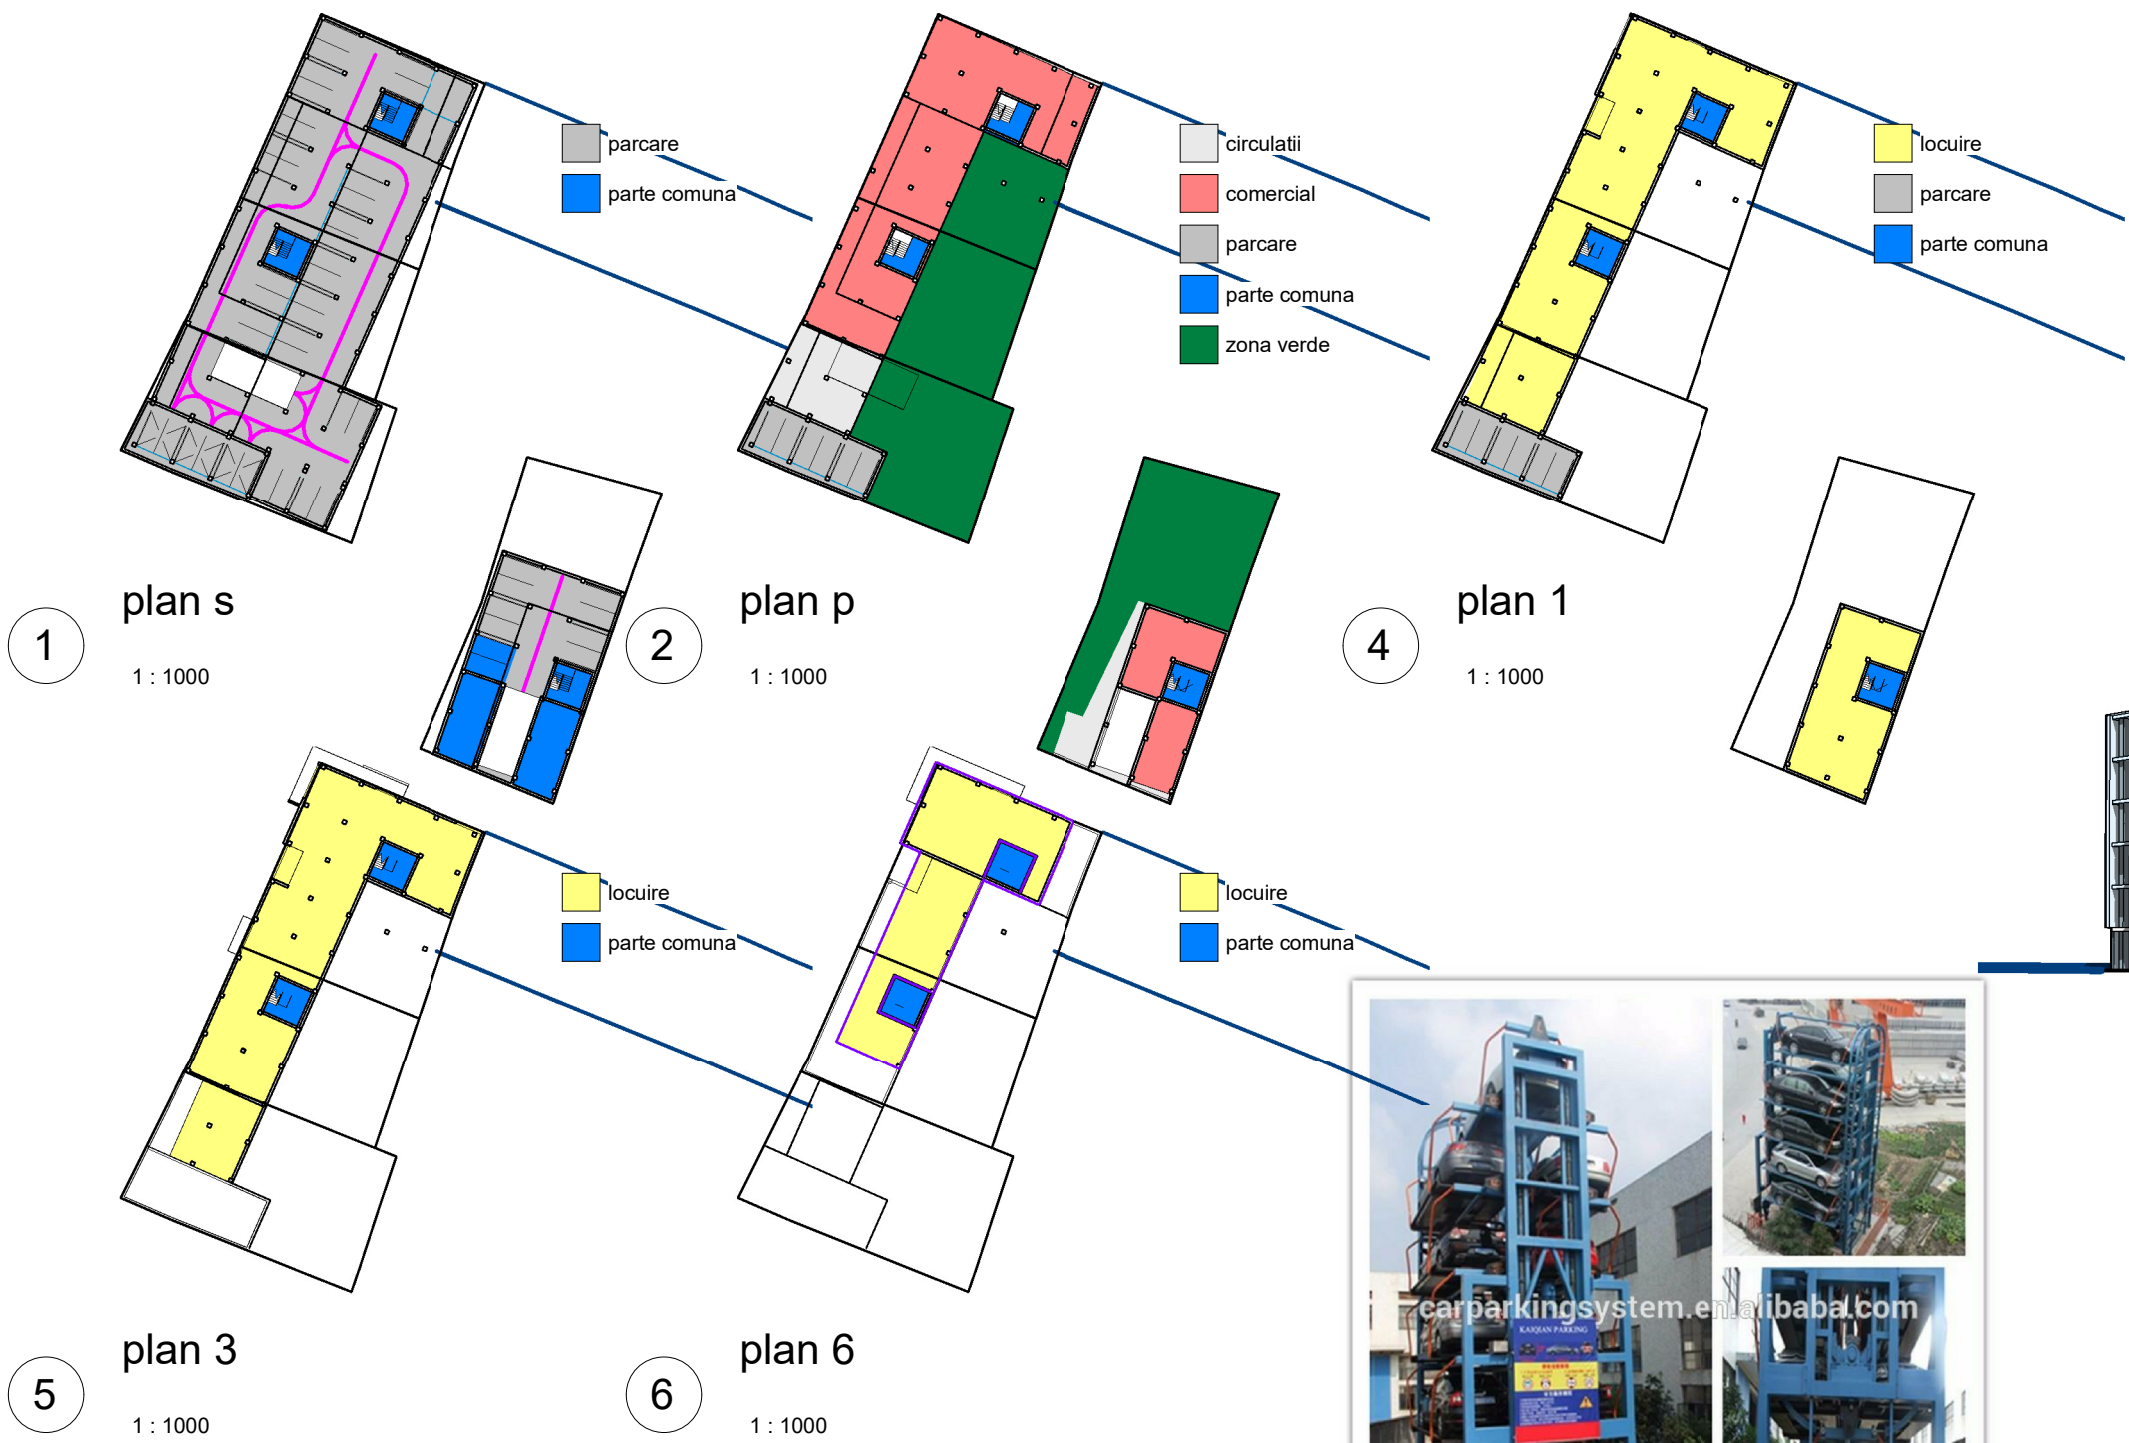 parcare
parte comuna
circulatii
comercial
parcare
parte comuna
zona verde
locuire
parcare
parte comuna
1
plan s
1 : 1000
2
plan p
1 : 1000
4
plan 1
1 : 1000
locuire
parte comuna
locuire
parte comuna
carparkingsystem.en.alibaba.com
KAIQIAN PARKING
5
plan 3
1 : 1000
6
plan 6
1 : 1000